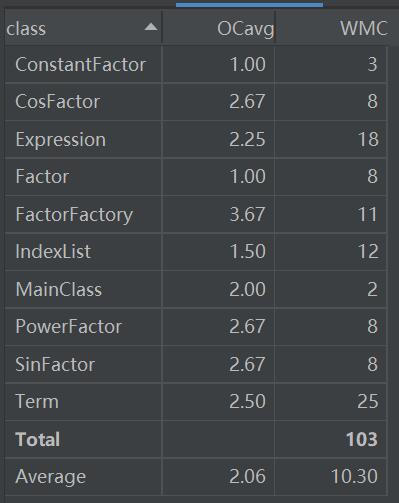 class OCavg WMC
ConstantFactor 1.00 3
CosFactor 2.67 8
Expression 2.25 18
Factor 1.00 8
FactorFactory 3.67 11
IndexList 1.50 12
MainClass 2.00 2
PowerFactor 2.67 8
SinFactor 2.67 8
Term 2.50 25
Total 103
Average 2.06 10.30